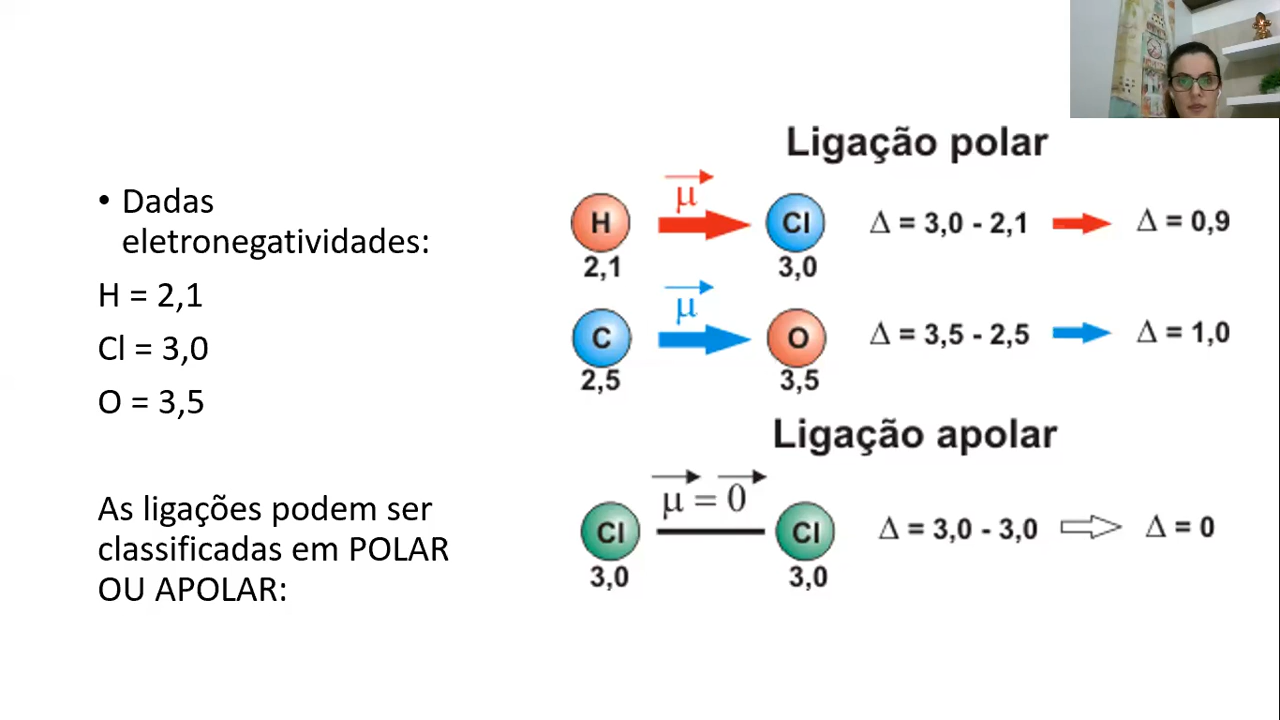 • Dadas
eletronegatividades:
H = 2,1
Cl = 3,0
O = 3,5
As ligações podem ser
classificadas em POLAR
OU APOLAR:
Ligação polar
μ
H Cl Δ = 3,0 - 2,1 Δ = 0,9
2,1 3,0
μ
C O Δ = 3,5 - 2,5 Δ = 1,0
2,5 3,5
Ligação apolar
μ = 0
Cl Cl Δ = 3,0 - 3,0 Δ = 0
3,0 3,0